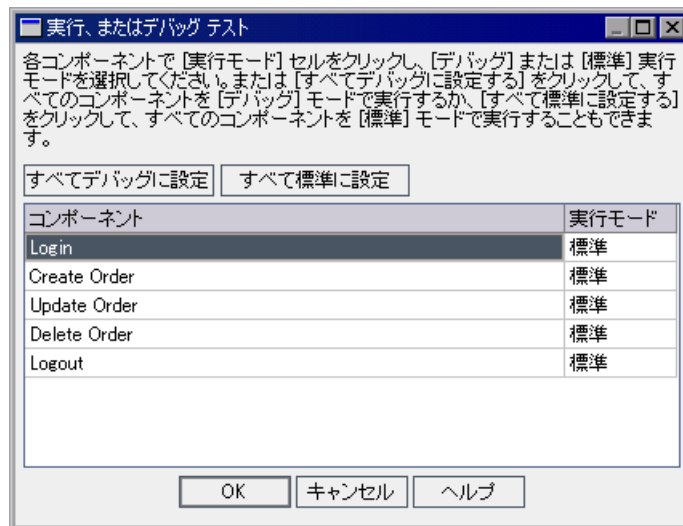 実行、またはデバッグ テスト
各コンポーネントで [実行モード] セルをクリックし、[デバッグ] または [標準] 実行
モードを選択してください。または [すべてデバッグに設定する] をクリックして、す
べてのコンポーネントを [デバッグ] モードで実行するか、[すべて標準に設定する]
をクリックして、すべてのコンポーネントを [標準] モードで実行することもできま
す。
すべてデバッグに設定 すべて標準に設定
コンポーネント 実行モード
Login 標準
Create Order 標準
Update Order 標準
Delete Order 標準
Logout 標準
OK キャンセル ヘルプ